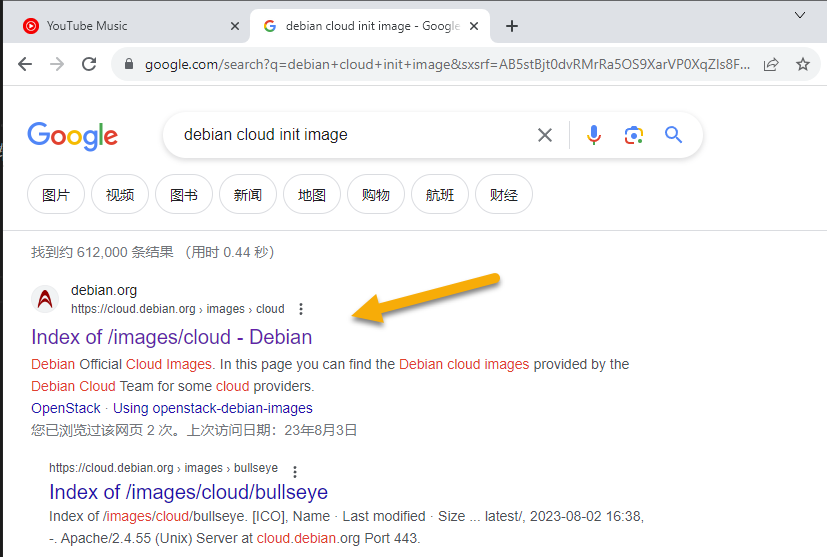 YouTube Music
debian cloud init image - Google
google.com/search?q=debian+cloud+init+image&sxsrf=AB5stBjt0dvRMrRa5OS9XarVP0XqZIs8F...
Google
debian cloud init image
图片 视频 图书 新闻 地图 购物 航班 财经
找到约 612,000 条结果 （用时 0.44 秒）
debian.org
https://cloud.debian.org › images › cloud
Index of /images/cloud - Debian
Debian Official Cloud Images. In this page you can find the Debian cloud images provided by the
Debian Cloud Team for some cloud providers.
OpenStack · Using openstack-debian-images
您已浏览过该网页 2 次。上次访问日期：23年8月3日
https://cloud.debian.org › images › bullseye
Index of /images/cloud/bullseye
Index of /images/cloud/bullseye. [ICO], Name · Last modified · Size ... latest/, 2023-08-02 16:38,
-. Apache/2.4.55 (Unix) Server at cloud.debian.org Port 443.